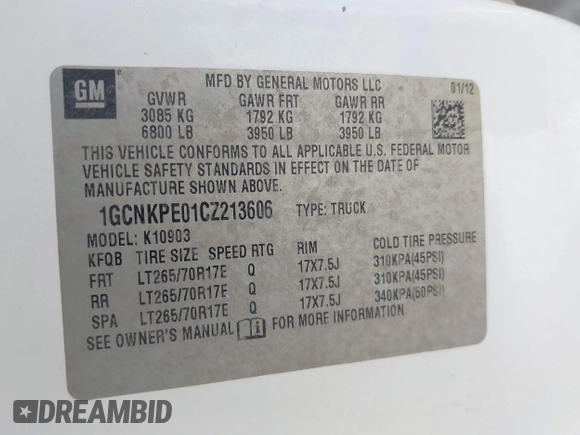 GM
MFD BY GENERAL MOTORS LLC 01/12
GVWR GAWR FRT GAWR RR
3085 KG 1792 KG 1792 KG
6800 LB 3950 LB 3950 LB
THIS VEHICLE CONFORMS TO ALL APPLICABLE U.S. FEDERAL MOTOR
VEHICLE SAFETY STANDARDS IN EFFECT ON THE DATE OF
MANUFACTURE SHOWN ABOVE.
1GCNKPE01CZ213606 TYPE: TRUCK
MODEL: K10903
KFQB TIRE SIZE SPEED RTG RIM COLD TIRE PRESSURE
FRT LT265/70R17E Q 17X7.5J 310KPA(45PSI)
RR LT265/70R17E Q 17X7.5J 310KPA(45PSI)
SPA LT265/70R17E Q 17X7.5J 340KPA(50PSI)
SEE OWNER'S MANUAL FOR MORE INFORMATION.
DREAMBID